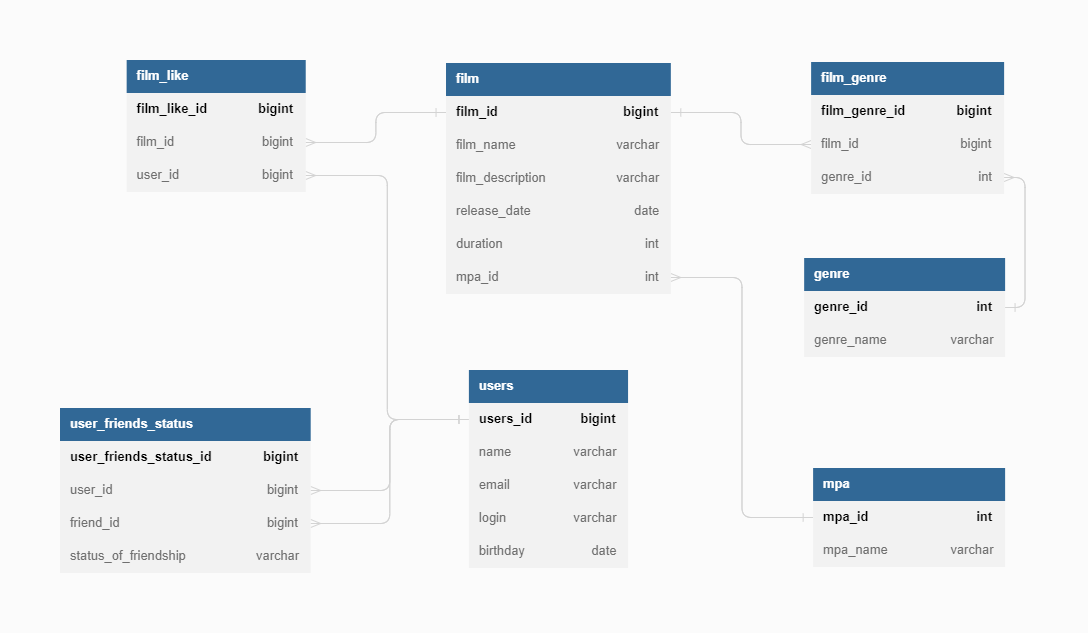 film_like
film_like_id bigint
film_id bigint
user_id bigint
film
film_id bigint
film_name varchar
film_description varchar
release_date date
duration int
mpa_id int
film_genre
film_genre_id bigint
film_id bigint
genre_id int
genre
genre_id int
genre_name varchar
user_friends_status
user_friends_status_id bigint
user_id bigint
friend_id bigint
status_of_friendship varchar
users
users_id bigint
name varchar
email varchar
login varchar
birthday date
mpa
mpa_id int
mpa_name varchar